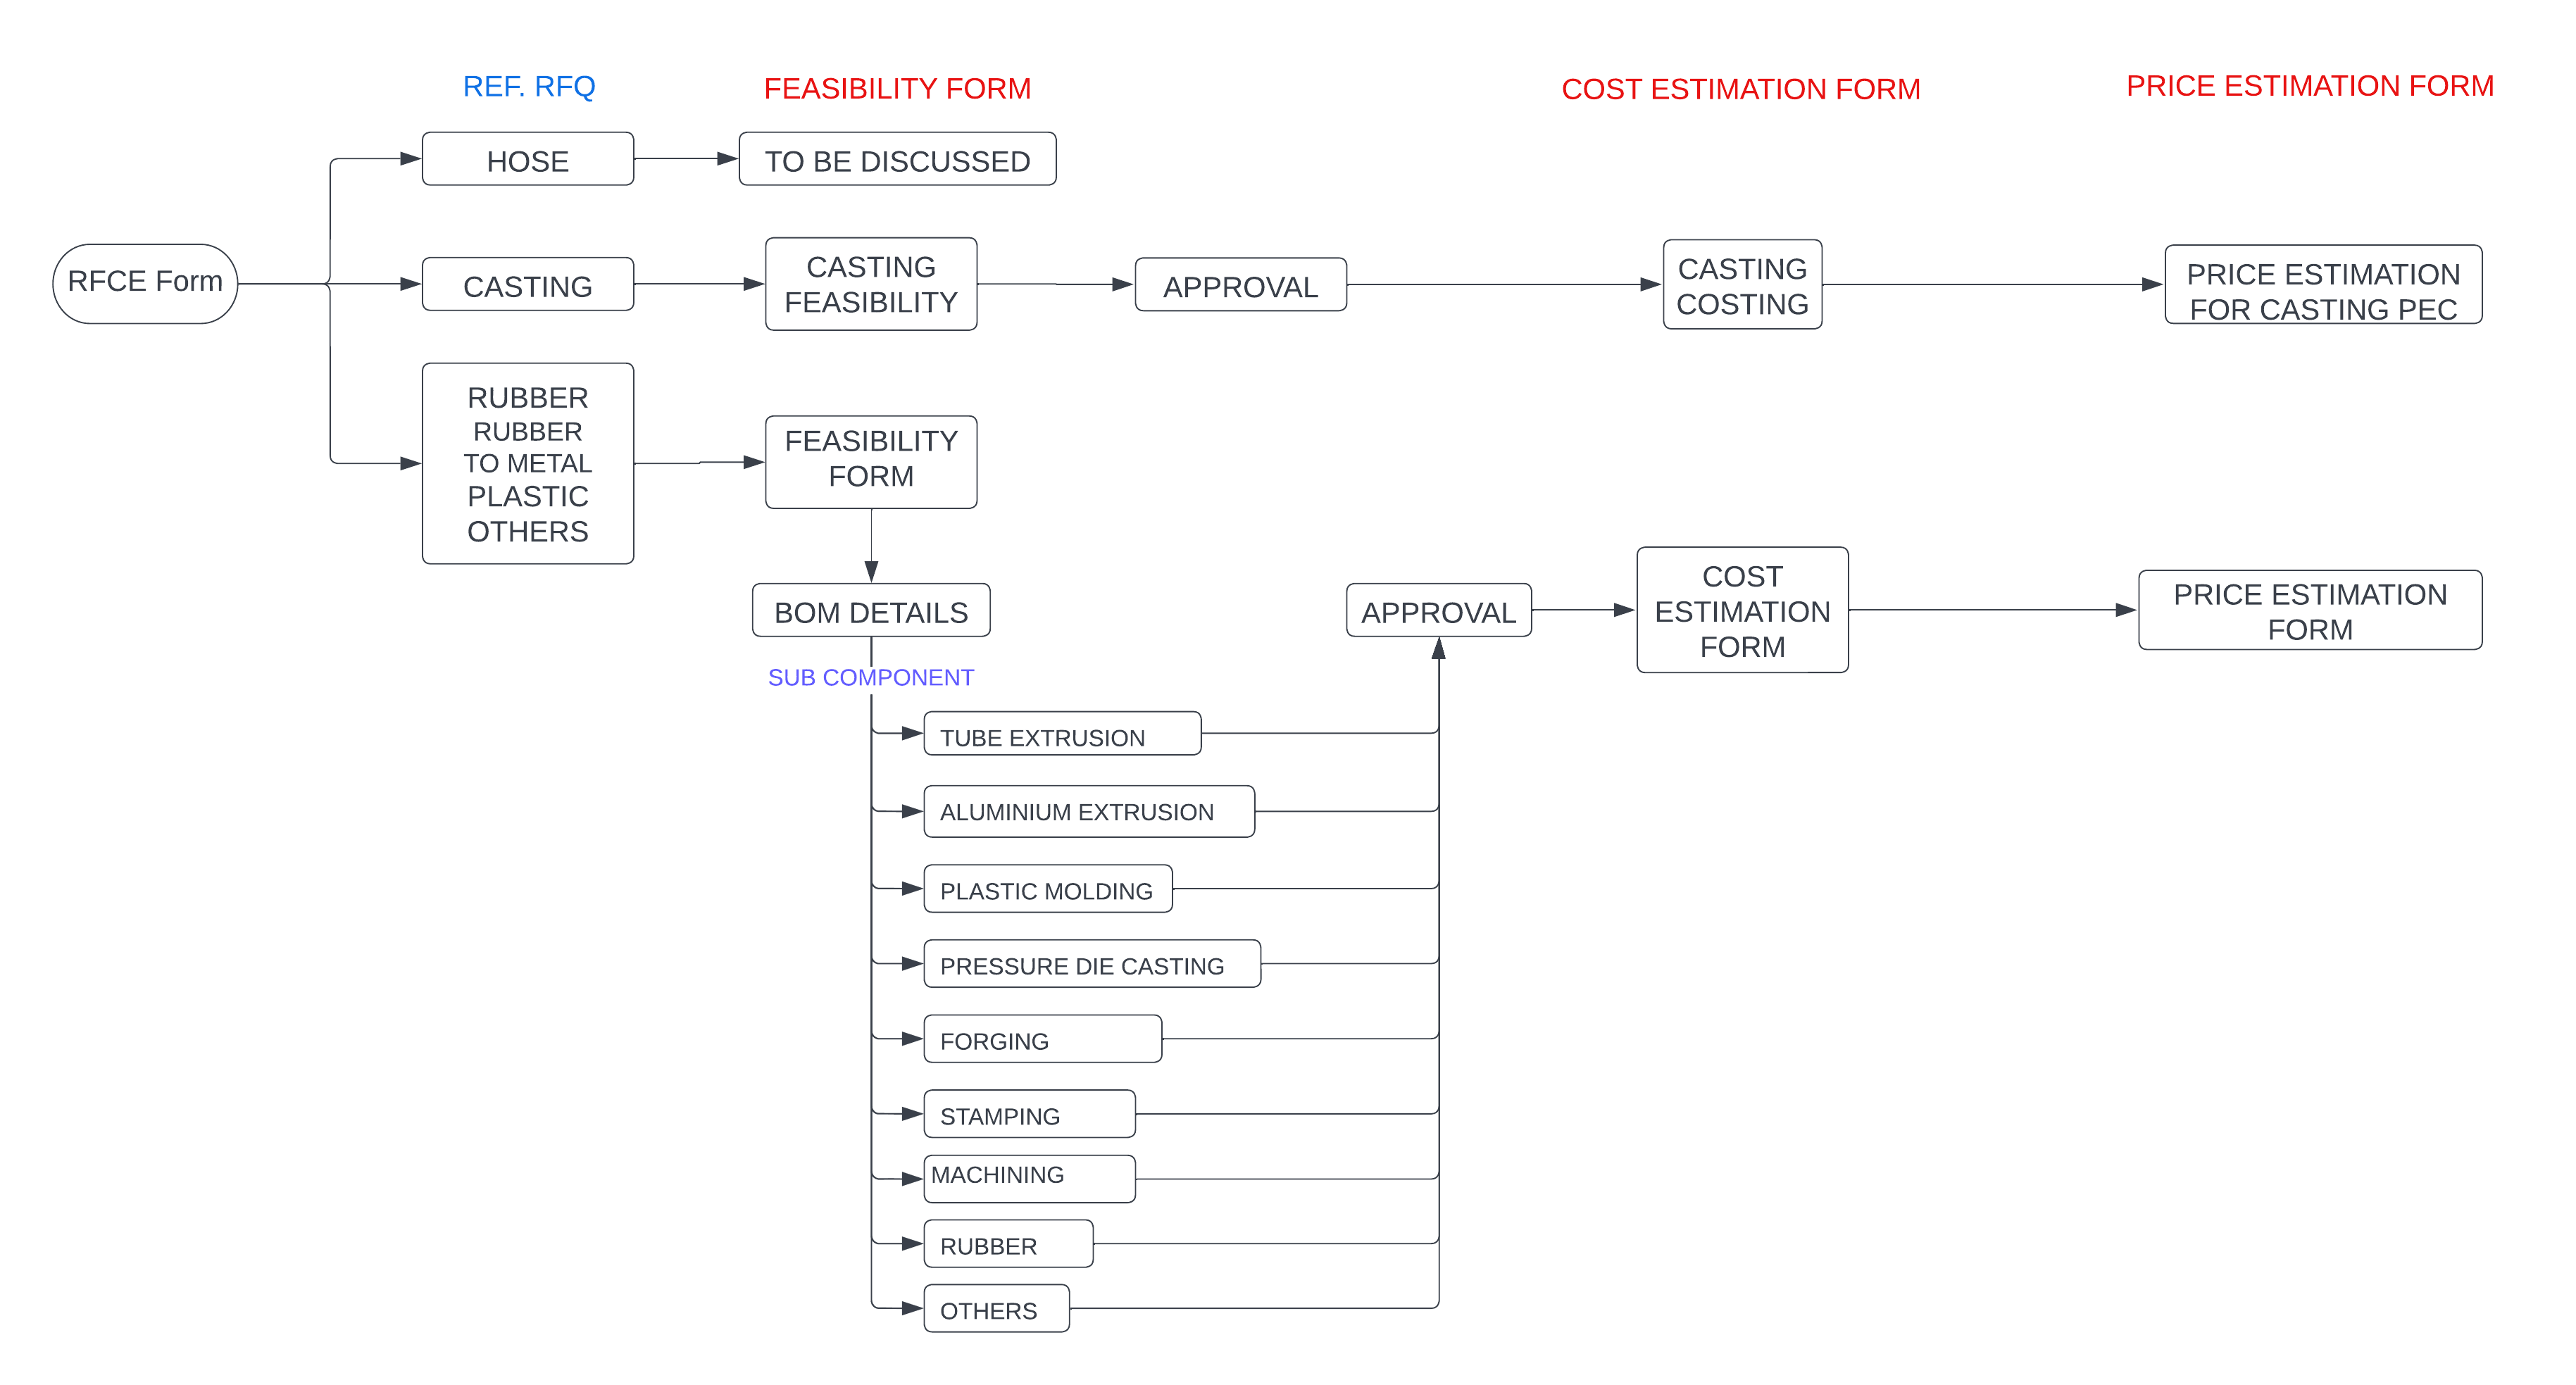 REF. RFQ
FEASIBILITY FORM
COST ESTIMATION FORM
PRICE ESTIMATION FORM
HOSE
TO BE DISCUSSED
RFCE Form
CASTING
CASTING
FEASIBILITY
APPROVAL
CASTING
COSTING
PRICE ESTIMATION
FOR CASTING PEC
RUBBER
RUBBER
TO METAL
PLASTIC
OTHERS
FEASIBILITY
FORM
BOM DETAILS
APPROVAL
COST
ESTIMATION
FORM
PRICE ESTIMATION
FORM
SUB COMPONENT
TUBE EXTRUSION
ALUMINIUM EXTRUSION
PLASTIC MOLDING
PRESSURE DIE CASTING
FORGING
STAMPING
MACHINING
RUBBER
OTHERS